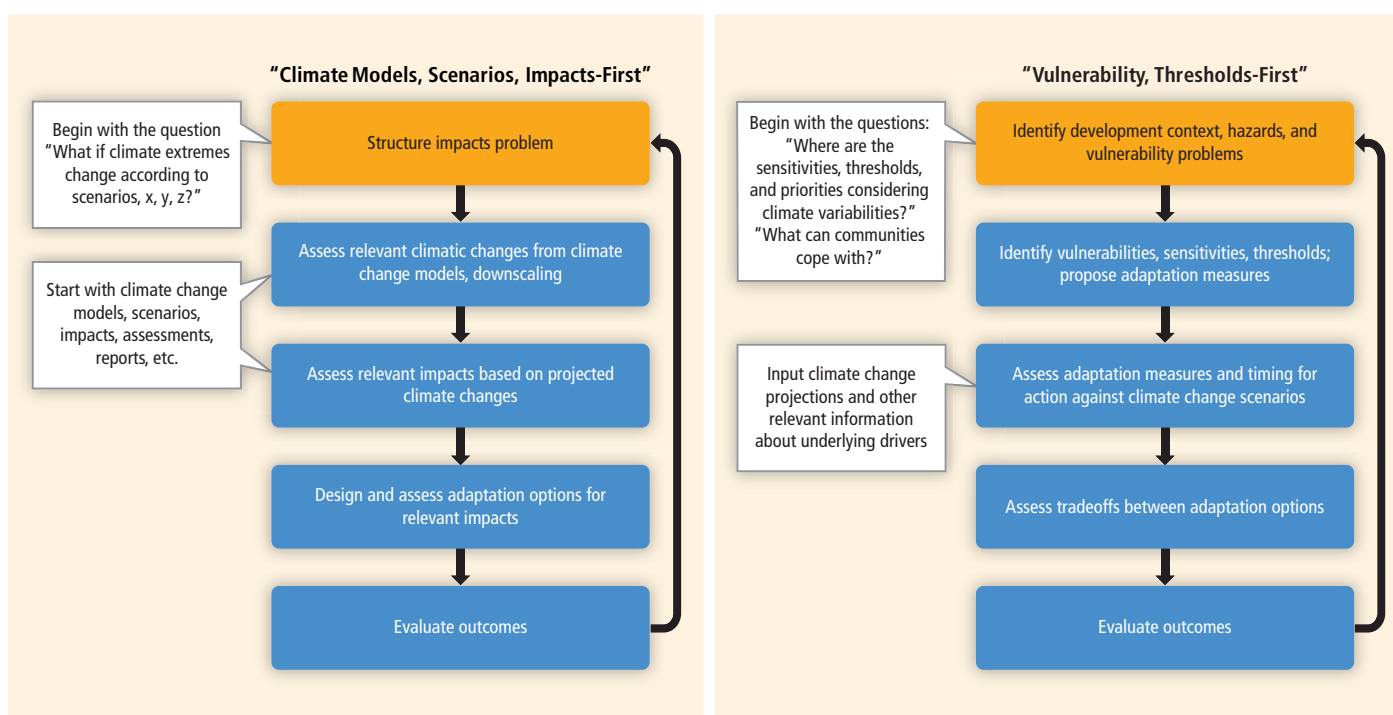 “Climate Models, Scenarios, Impacts-First”
Begin with the question
“What if climate extremes
change according to
scenarios, x, y, z?”
Structure impacts problem
Assess relevant climatic changes from climate
change models, downscaling
Start with climate change
models, scenarios,
impacts, assessments,
reports, etc.
Assess relevant impacts based on projected
climate changes
Design and assess adaptation options for
relevant impacts
Evaluate outcomes
“Vulnerability, Thresholds-First”
Begin with the questions:
“Where are the
sensitivities, thresholds,
and priorities considering
climate variabilities?”
“What can communities
cope with?”
Identify development context, hazards, and
vulnerability problems
Identify vulnerabilities, sensitivities, thresholds;
propose adaptation measures
Input climate change
projections and other
relevant information
about underlying drivers
Assess adaptation measures and timing for
action against climate change scenarios
Assess tradeoffs between adaptation options
Evaluate outcomes